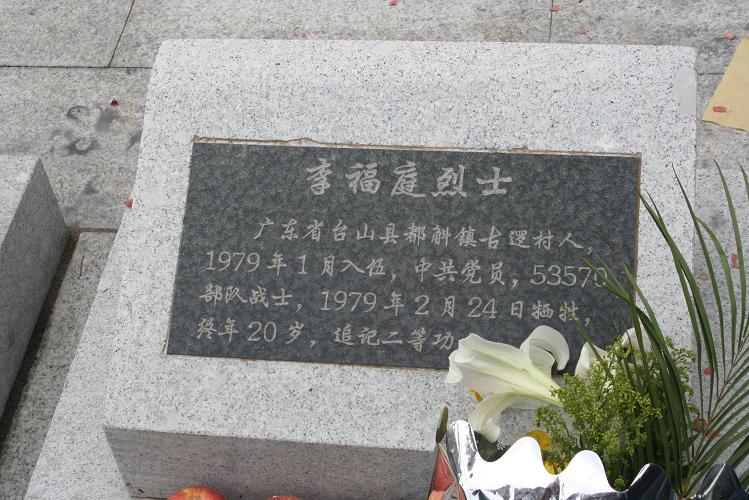 李福庭烈士
广东省台山县都斛镇古逻村人，
1979年1月入伍，中共党员，53570
部队战士，1979年2月24日牺牲，
终年20岁，追记二等功